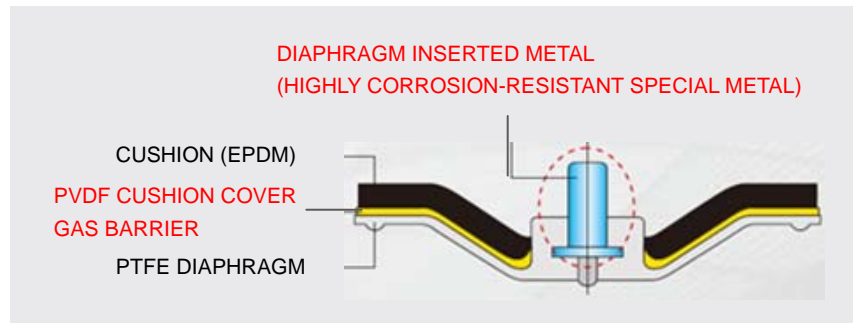 DIAPHRAGM INSERTED METAL
(HIGHLY CORROSION-RESISTANT SPECIAL METAL)
CUSHION (EPDM)
PVDF CUSHION COVER
GAS BARRIER
PTFE DIAPHRAGM